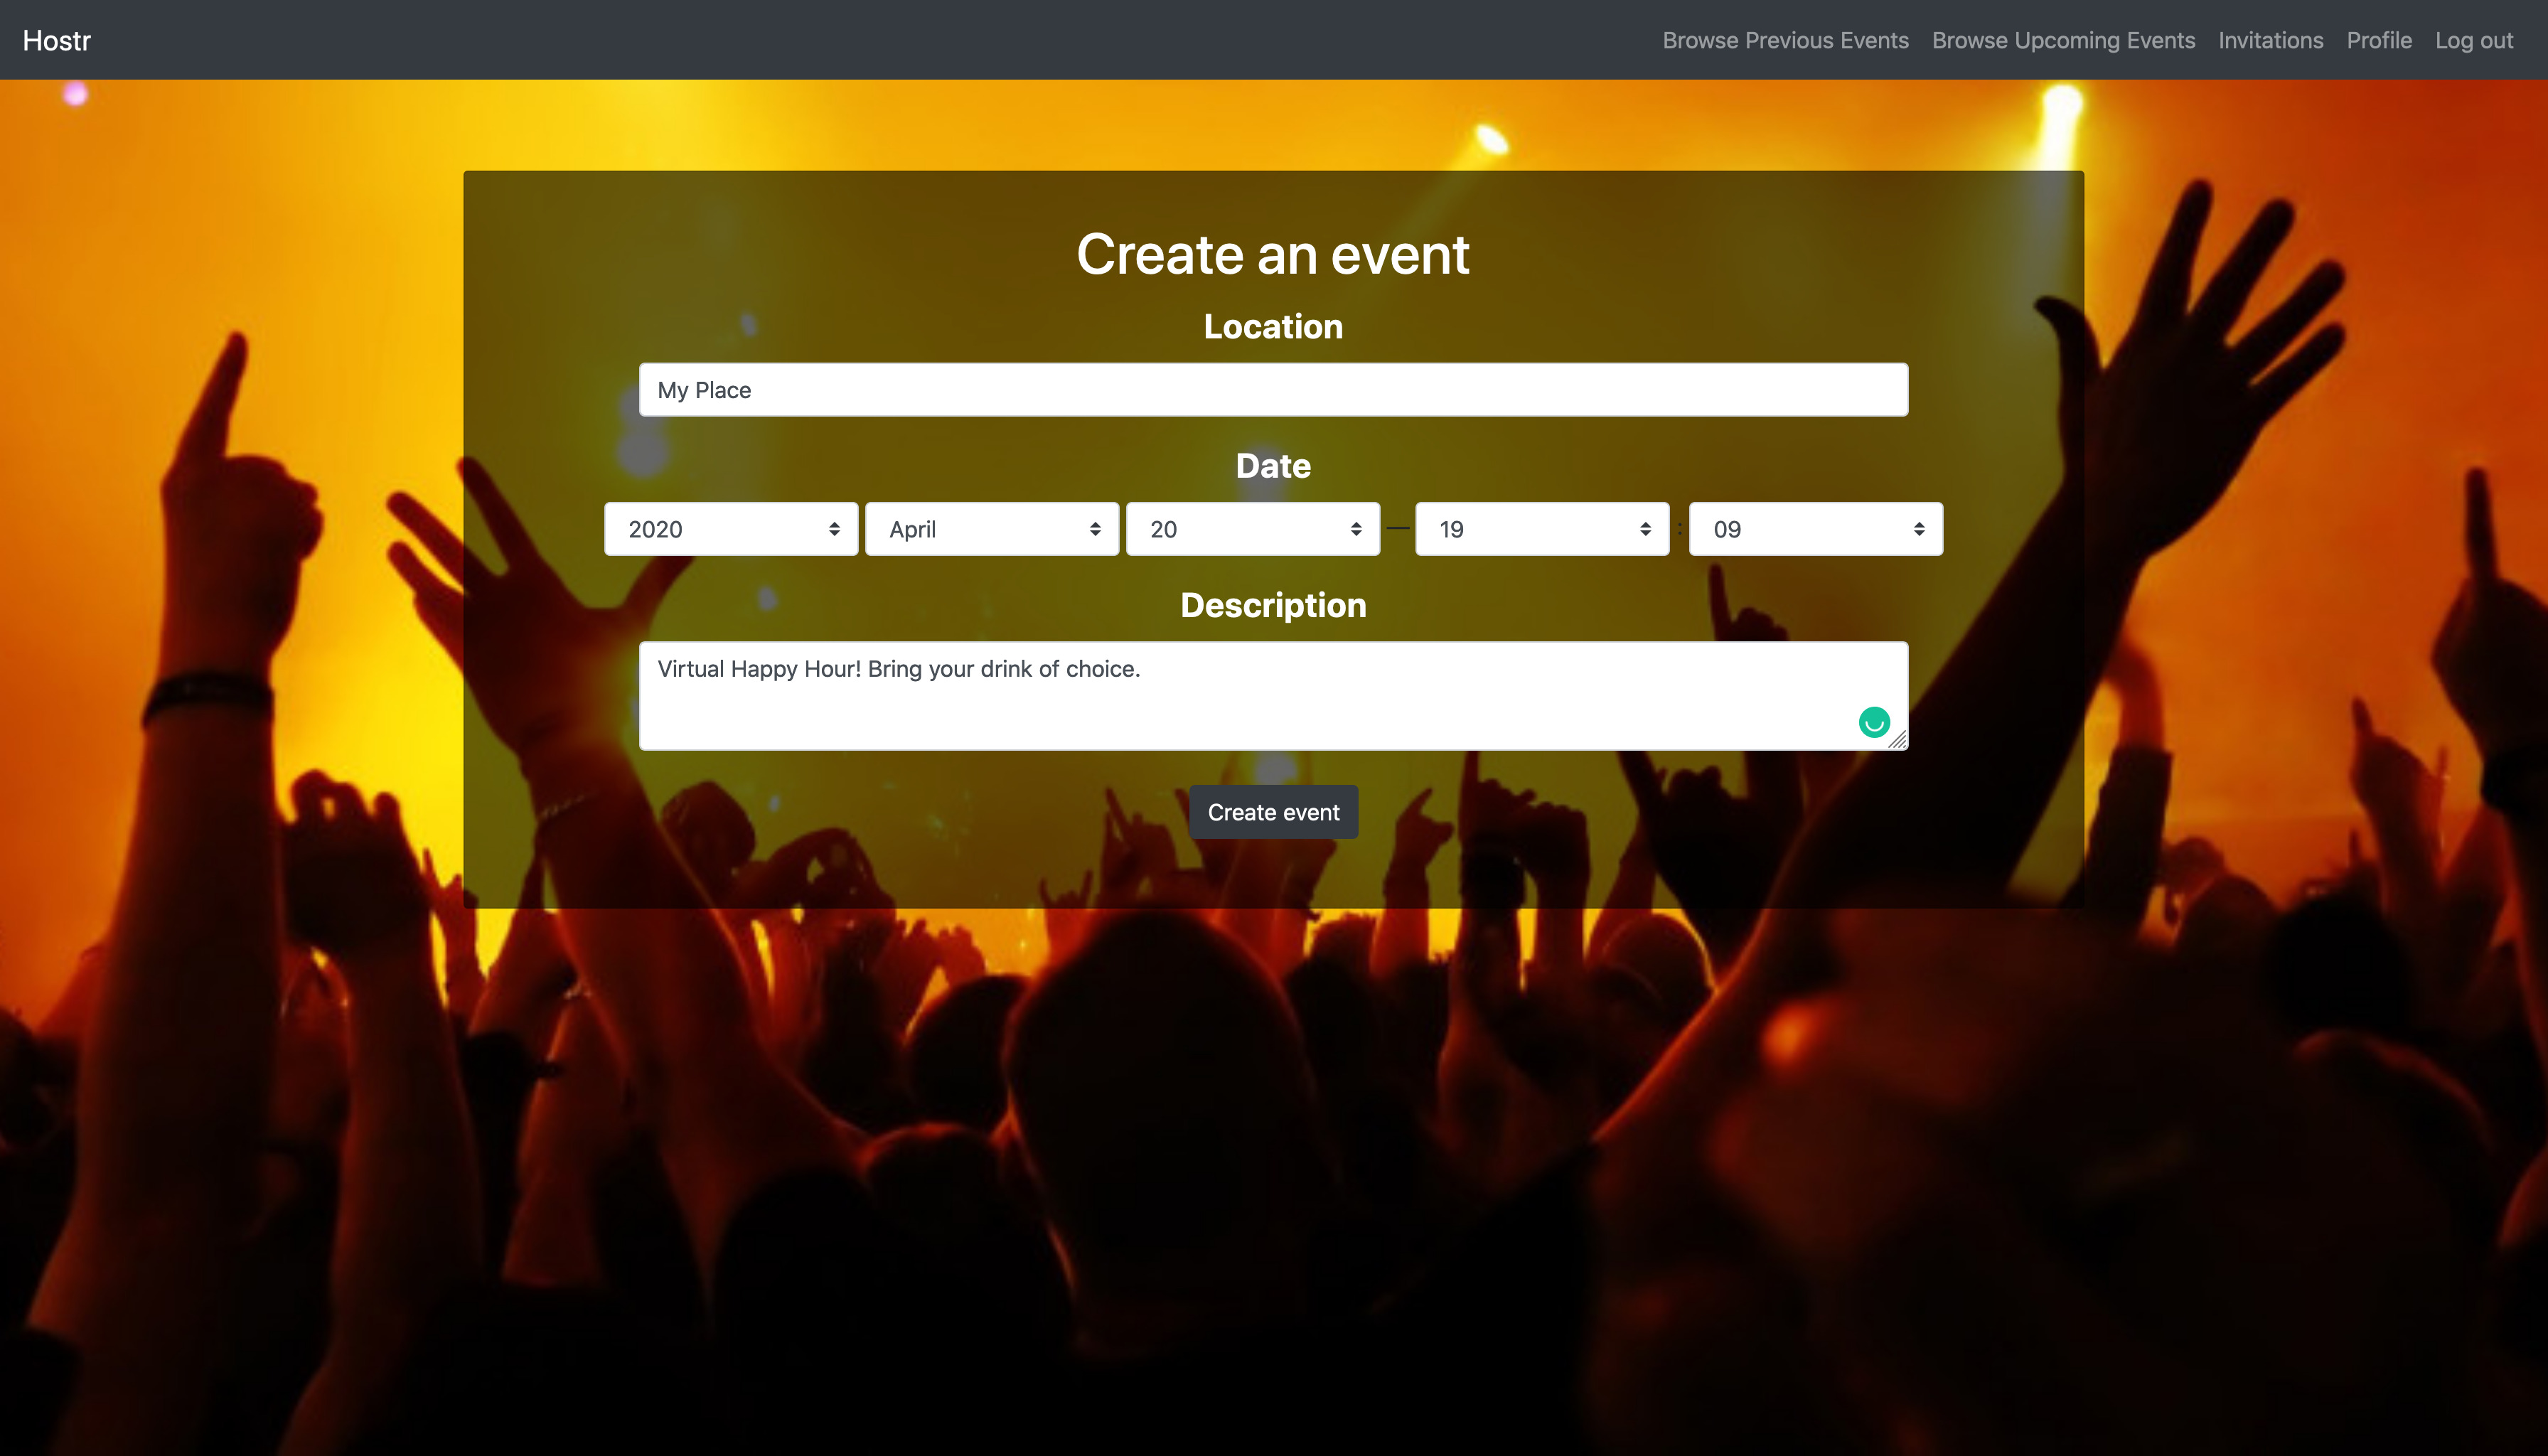 Hostr Browse Previous Events Browse Upcoming Events Invitations Profile Log out
Create an event
Location
My Place
Date
2020 April 20 — 19 : 09
Description
Virtual Happy Hour! Bring your drink of choice.
Create event